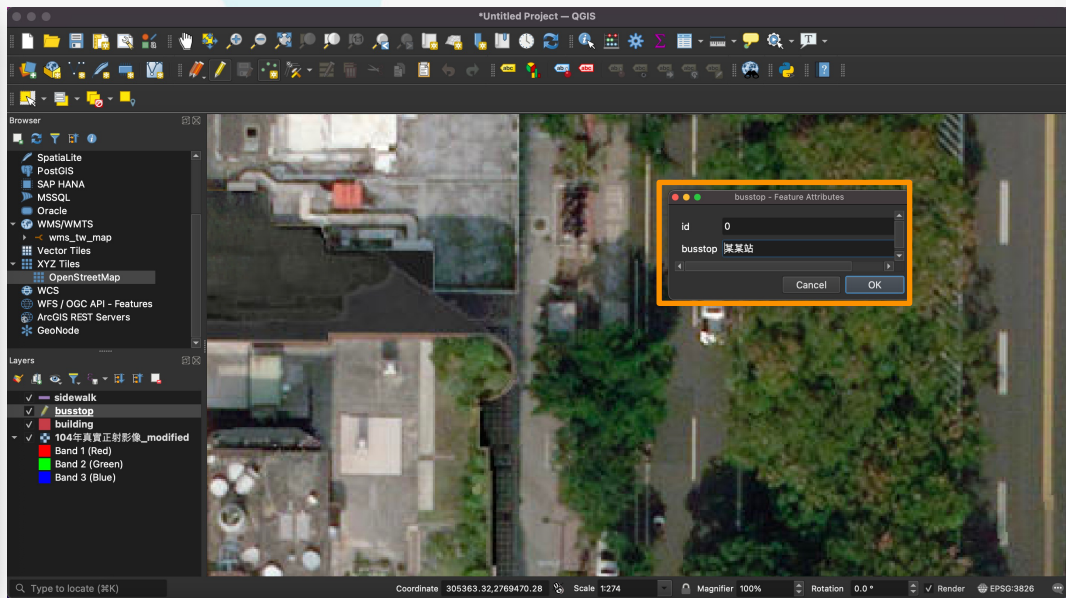 *Untitled Project — QGIS
Browser
SpatiaLite
PostGIS
SAP HANA
MSSQL
Oracle
WMS/WMTS
wms_tw_map
Vector Tiles
XYZ Tiles
OpenStreetMap
WCS
WFS / OGC API - Features
ArcGIS REST Servers
GeoNode
Layers
sidewalk
busstop
building
104年真實正射影像_modified
Band 1 (Red)
Band 2 (Green)
Band 3 (Blue)
busstop - Feature Attributes
id 0
busstop 某某站
Cancel OK
Type to locate (⌘K) Coordinate 305363.32,2769470.28 Scale 1:274 Magnifier 100% Rotation 0.0 ° Render EPSG:3826